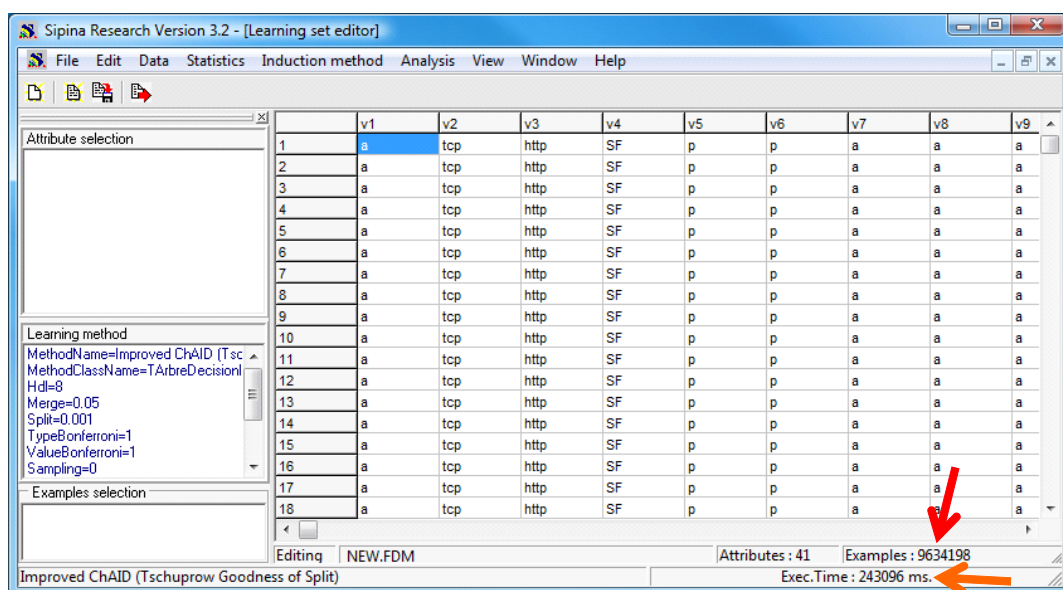 Sipina Research Version 3.2 - [Learning set editor]
File Edit Data Statistics Induction method Analysis View Window Help
Attribute selection
Learning method
MethodName=Improved ChAID (Tsc
MethodClassName=TArbreDecisionI
Hdl=8
Merge=0.05
Split=0.001
TypeBonferroni=1
ValueBonferroni=1
Sampling=0
Examples selection
v1 v2 v3 v4 v5 v6 v7 v8 v9
1 a tcp http SF p p a a a
2 a tcp http SF p p a a a
3 a tcp http SF p p a a a
4 a tcp http SF p p a a a
5 a tcp http SF p p a a a
6 a tcp http SF p p a a a
7 a tcp http SF p p a a a
8 a tcp http SF p p a a a
9 a tcp http SF p p a a a
10 a tcp http SF p p a a a
11 a tcp http SF p p a a a
12 a tcp http SF p p a a a
13 a tcp http SF p p a a a
14 a tcp http SF p p a a a
15 a tcp http SF p p a a a
16 a tcp http SF p p a a a
17 a tcp http SF p p a a a
18 a tcp http SF p p a a a
Editing NEW.FDM Attributes : 41 Examples : 9634198
Improved ChAID (Tschuprow Goodness of Split) Exec.Time : 243096 ms.